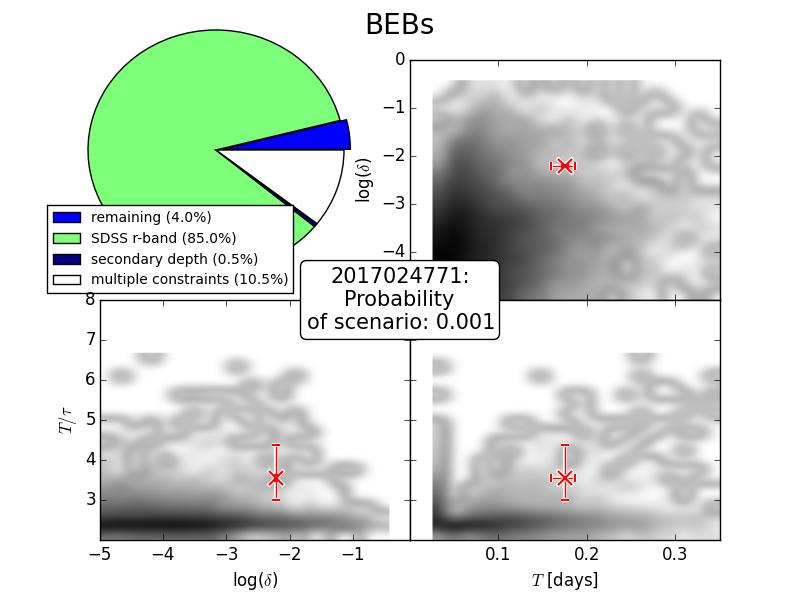 BEBs
remaining (4.0%)
SDSS r-band (85.0%)
secondary depth (0.5%)
multiple constraints (10.5%)
0
−1
−2
−3
−4
log(δ)
2017024771:
Probability
of scenario: 0.001
8
7
6
5
4
3
T/τ
−5 −4 −3 −2 −1
log(δ)
0.1 0.2 0.3
T [days]